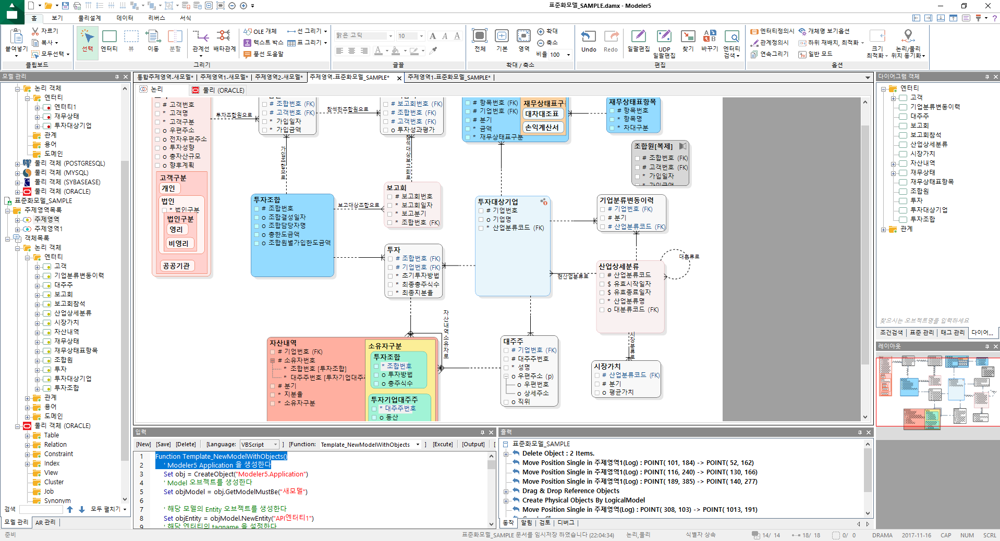 표준화모델_SAMPLE.damx - Modeler5
홈 보기 물리설계 데이터 리버스 서식
붙여넣기
자르기
복사
모두선택
클립보드
선택 엔터티 뷰 이동 분할
관계선 배타관계
OLE 개체
텍스트 박스
풍선 도움말
선 그리기
표 그리기
그리기
맑은 고딕 10
글꼴
전체 기본 영역
확대
축소
비율 100
확대 / 축소
Undo Redo
일괄편집
UDP 일괄편집
찾기 바꾸기
엔터티 검색
편집
엔터티정의서
관계정의서
연속그리기
개체명 보기옵션
하위 재배치, 최적화
일반 모드
크기 최적화
논리/물리 위치 동기화
옵션
모델 관리
논리 객체
엔터티
엔터티1
재무상태
투자대상기업
관계
용어
도메인
물리 객체 (POSTGRESQL)
물리 객체 (MYSQL)
물리 객체 (SYBASEASE)
물리 객체 (ORACLE)
표준화모델_SAMPLE
주제영역목록
주제영역
주제영역1
객체목록
논리 객체
엔터티
고객
기업분류변동이력
대주주
보고회
보고회참석
산업상세분류
시장가치
자산내역
재무상태
재무상태표항목
조합원
투자
투자대상기업
투자조합
관계
용어
도메인
물리 객체 (ORACLE)
Table
Relation
Constraint
Index
View
Cluster
Job
Synonym
검색 모두 펼치기
모델 관리 AR 관리
통합주제영역-새모델* 주제영역1-새모델* 주제영역2-새모델* 주제영역-표준화모델_SAMPLE* 주제영역1-표준화모델_SAMPLE*
논리 물리 (ORACLE)
# 고객번호
* 고객명
* 고객구분
o 우편주소
o 전자우편주소
o 투자성향
o 총자산규모
o 향후계획
고객구분
개인
법인
* 법인구분
법인구분
영리
비영리
공공기관
투자조합원으로
# 조합번호 (FK)
# 고객번호 (FK)
* 가입일자
* 가입금액
참석한조합원으로
# 보고회번호 (FK)
# 조합번호 (FK)
# 고객번호 (FK)
o 투자성과평가
가입조합으로
참석대상보고회로
# 항목번호 (FK)
# 기업번호 (FK)
# 분기
* 금액
* 재무상태표구분
재무상태표구
대차대조표
손익계산서
재무상태표항목
# 항목번호
* 항목명
* 차대구분
조합원[복제]
# 조합번호 (FK)
# 고객번호 (FK)
* 가입일자
* 가입금액
투자조합
# 조합번호
o 조합결성일자
o 조합담당자명
o 총한도금액
o 조합원별가입한도금액
보고대상조합으로
보고회
# 보고회번호
* 보고회일자
* 보고분기
* 조합번호 (FK)
투자
# 조합번호 (FK)
# 기업번호 (FK)
* 초기투자방법
* 최종총주식수
* 최종지분율
투자대상기업
# 기업번호
o 기업명
* 산업분류코드 (FK)
기업분류변동이력
# 기업번호 (FK)
# 분기
# 산업분류코드 (FK)
대분류로
현산업분류로
산업상세분류
# 산업분류코드
$ 유효시작일자
$ 유효종료일자
* 산업분류명
o 대분류코드 (FK)
시장분류로
시장가치
# 산업분류코드 (FK)
# 분기
o 평균가치
자산내역소유자로
자산내역
# 기업번호 (FK)
# 소유자번호
* 조합번호 [투자조합]
* 대주주번호 [투자기업대주
# 분기
* 지분율
* 소유자구분
소유자구분
투자조합
* 조합번호
o 투자방법
o 총주식수
투자기업대주주
* 대주주번호
o 동산
대주주
# 기업번호 (FK)
# 대주주번호
* 성명
o 우편주소 (p)
o 우편번호
o 상세주소
o 직위
입력
[New] [Save] [Delete] [Language: VBScript ] [Function: Template_NewModelWithObjects ] [Excute] [Output] [
1 Function Template_NewModelWithObjects()
2 ' Modeler5 Application 을 생성한다
3 Set obj = CreateObject("Modeler5.Application")
4 ' Model 오브젝트를 생성한다
5 Set objModel = obj.GetModelMustBe("새모델")
6
7 ' 해당 모델의 Entity 오브젝트를 생성한다
8 Set objEntity = objModel.NewEntity("API엔터티1")
9 ' 해당 엔터티의 tagname 을 설정한다
출력
표준화모델_SAMPLE
Delete Object : 2 Items.
Move Position Single in 주제영역1(Log) : POINT( 101, 184) -> POINT( 52, 162)
Move Position Single in 주제영역1(Log) : POINT( 116, 240) -> POINT( 130, 166)
Move Position Single in 주제영역1(Log) : POINT( 189, 385) -> POINT( 140, 277)
Drag & Drop Reference Objects
Create Physical Objects By LogicalModel
Move Position Single in 주제영역(Log) : POINT( 308, 103) -> POINT( 1013, 191)
동작 알림 검토 디버그
다이어그램 객체
엔터티
고객
기업분류변동이력
대주주
보고회
보고회참석
산업상세분류
시장가치
자산내역
재무상태
재무상태표항목
조합원
투자
투자대상기업
투자조합
관계
찾으시는 오브젝트명을 입력하세요
조건검색 표준 관리 태그 관리 다이어...
레이아웃
준비
표준화모델_SAMPLE 문서를 임시저장 하였습니다 (22:04:34)
논리,물리
식별자 상속
14/ 14
18/ 18
0/ 0
DRAMA
2017-11-16
CAP
NUM
SCRL